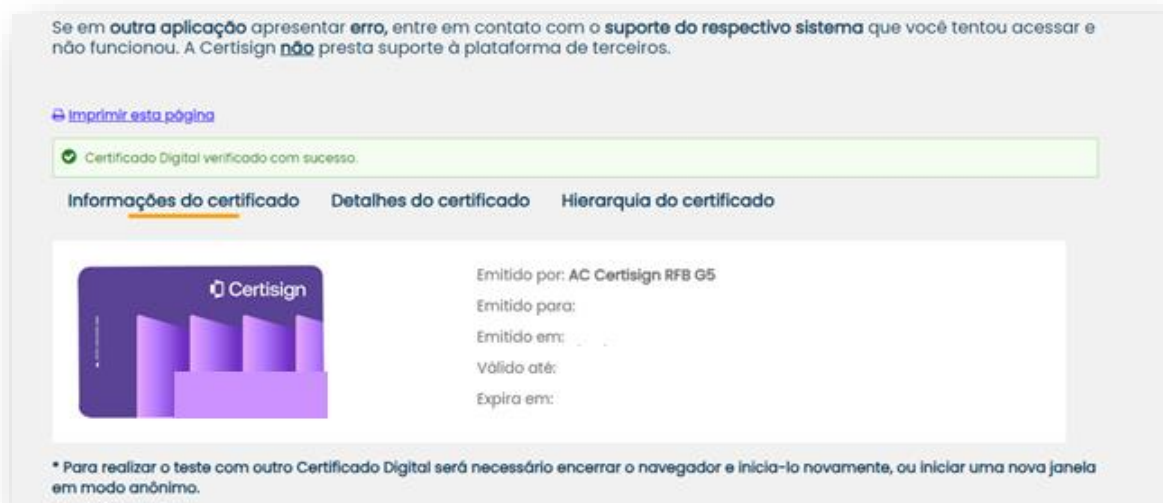 Se em outra aplicação apresentar erro, entre em contato com o suporte do respectivo sistema que você tentou acessar e
não funcionou. A Certisign não presta suporte à plataforma de terceiros.
Imprimir esta página
Certificado Digital verificado com sucesso.
Informações do certificado Detalhes do certificado Hierarquia do certificado
Certisign
Emitido por: AC Certisign RFB G5
Emitido para:
Emitido em:
Válido até:
Expira em:
* Para realizar o teste com outro Certificado Digital será necessário encerrar o navegador e inicia-lo novamente, ou iniciar uma nova janela
em modo anônimo.